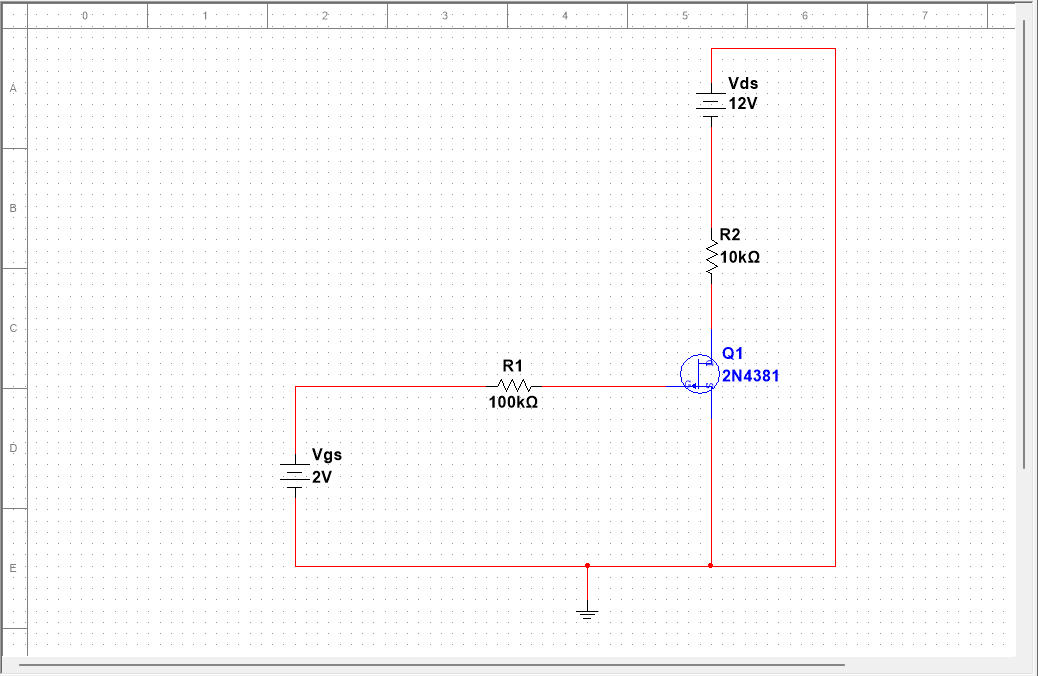 0 1 2 3 4 5 6 7
A
Vds
12V
B
R2
10kΩ
C
Q1
2N4381
D
G
S
R1
100kΩ
D
Vgs
2V
E